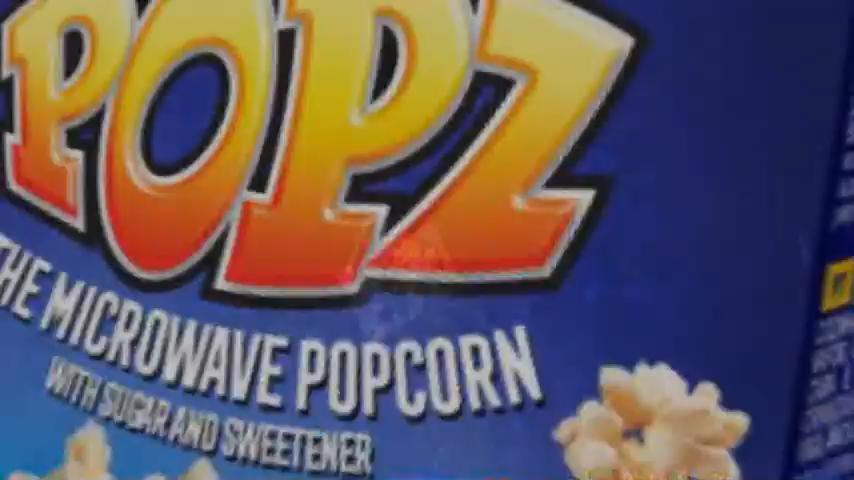 POPZ
THE MICROWAVE POPCORN
WITH SUGAR AND SWEETENER